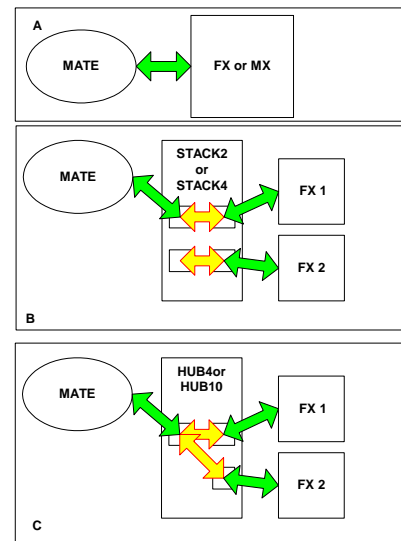 A
MATE
FX or MX
STACK2
or
STACK4
MATE
FX 1
FX 2
B
HUB4or
HUB10
MATE
FX 1
FX 2
C